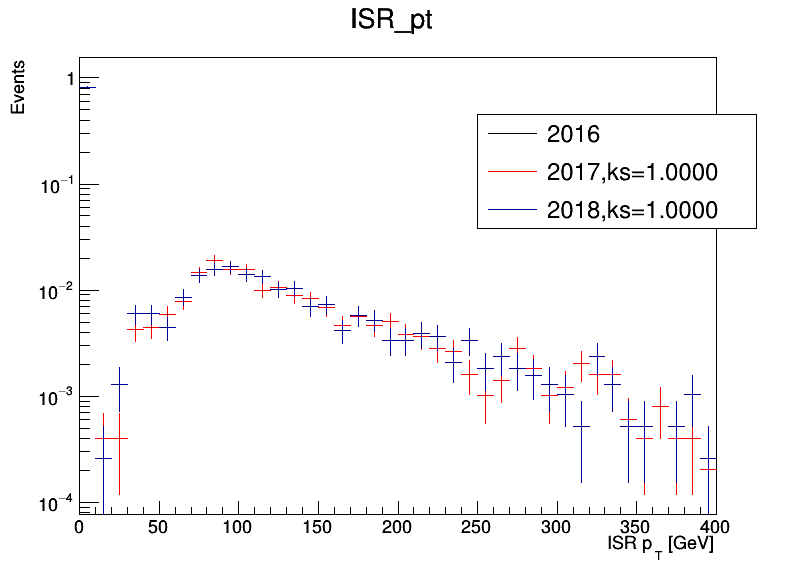 ISR_pt
Events
1
10⁻¹
10⁻²
10⁻³
10⁻⁴
2016
2017,ks=1.0000
2018,ks=1.0000
0 50 100 150 200 250 300 350 400
ISR p_T [GeV]